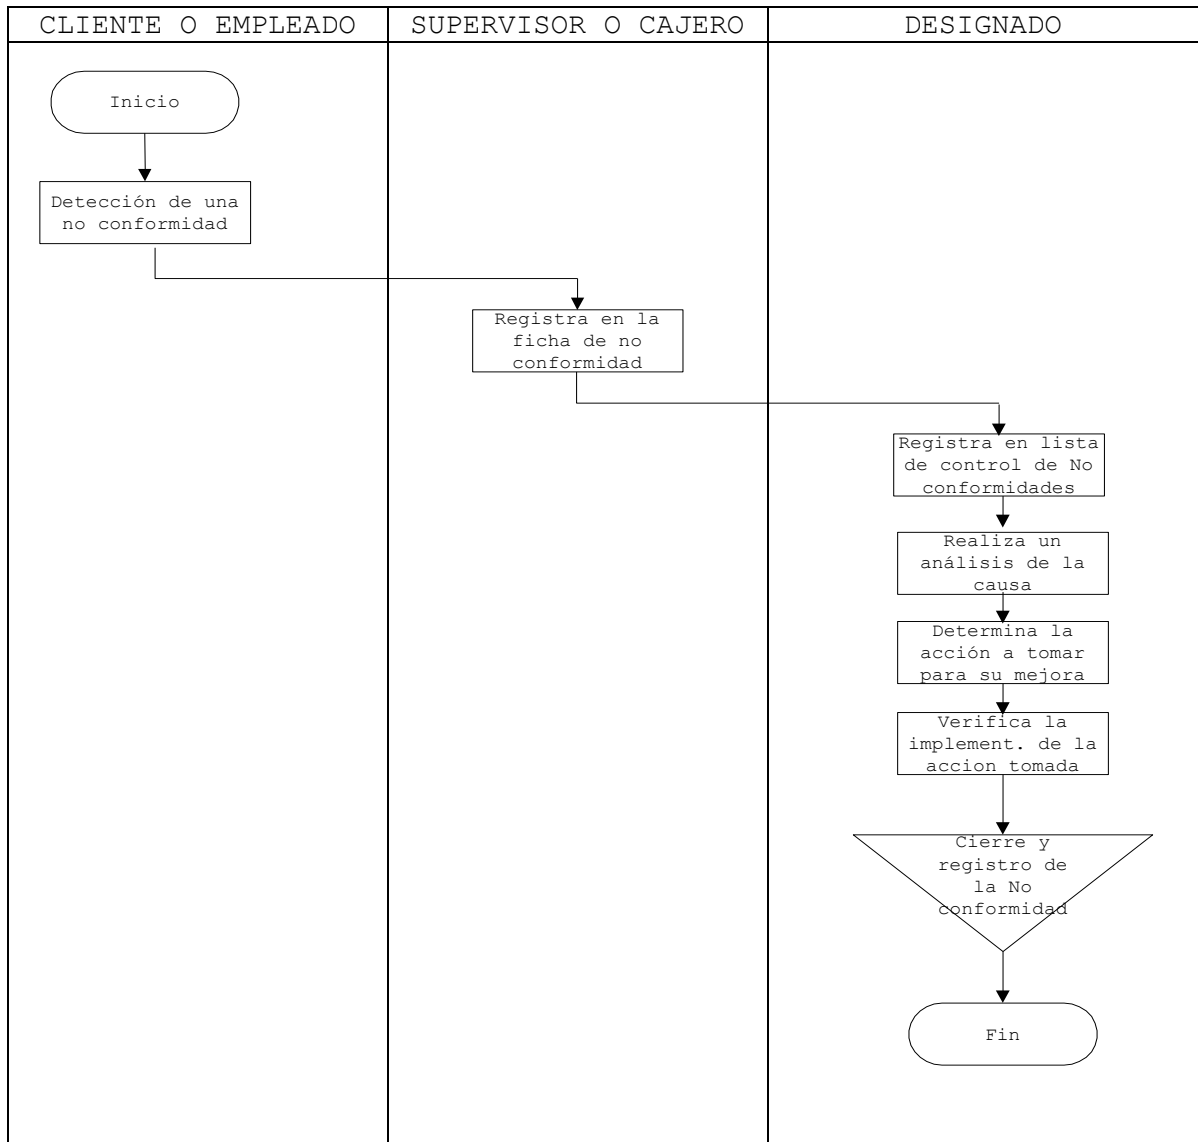 CLIENTE O EMPLEADO
SUPERVISOR O CAJERO
DESIGNADO
Inicio
Detección de una
no conformidad
Registra en la
ficha de no
conformidad
Registra en lista
de control de No
conformidades
Realiza un
análisis de la
causa
Determina la
acción a tomar
para su mejora
Verifica la
implement. de la
accion tomada
Cierre y
registro de
la No
conformidad
Fin